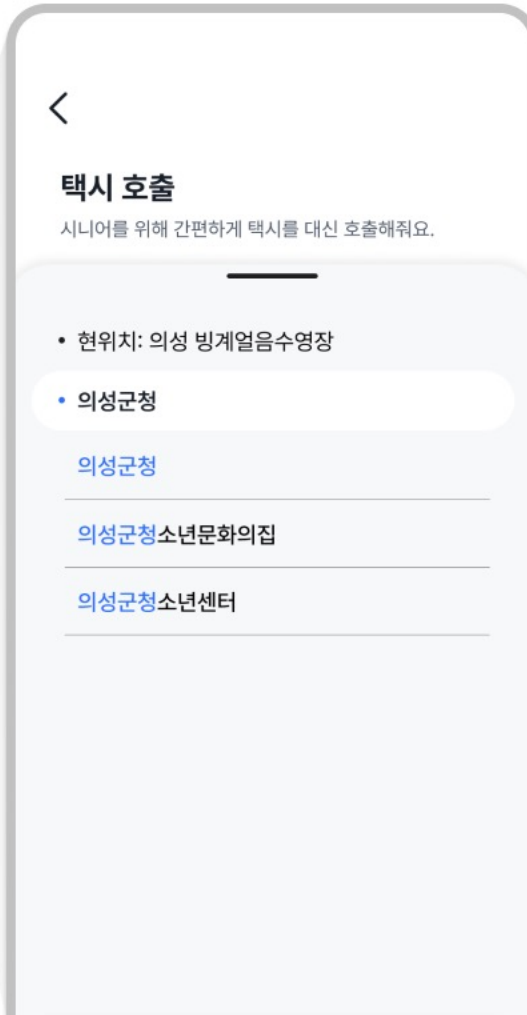 택시 호출
시니어를 위해 간편하게 택시를 대신 호출해줘요.
• 현위치: 의성 빙계얼음수영장
• 의성군청
의성군청
의성군청소년문화의집
의성군청소년센터